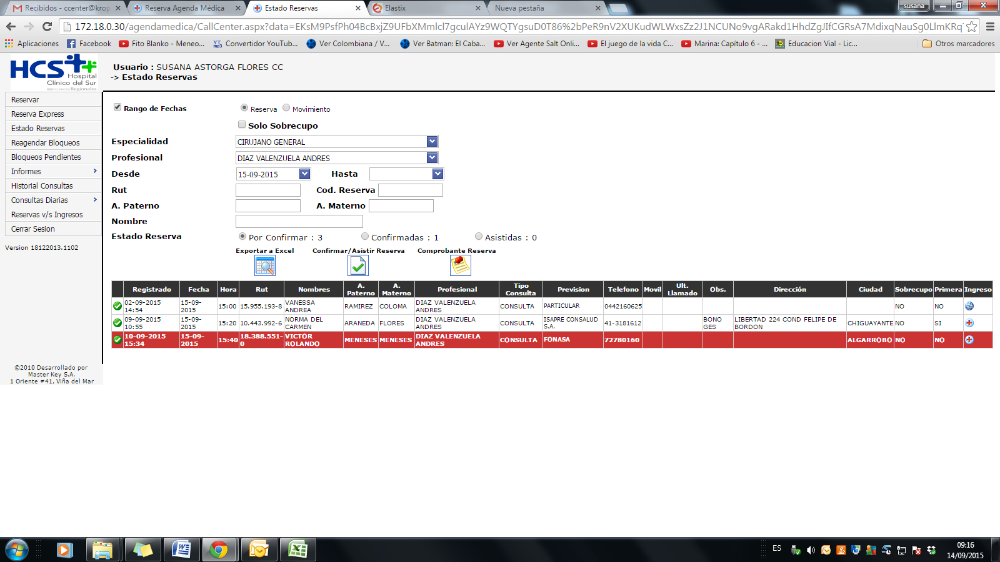 Recibidos - ccenter@krop
Reserva Agenda Médica
Estado Reservas
Elastix
Nueva pestaña
susana
172.18.0.30/agendamedica/CallCenter.aspx?data=
Aplicaciones
Facebook
Fito Blanko - Meneo...
Convertidor YouTub...
Ver Colombiana / V...
Ver Batman: El Caba...
Ver Agente Salt Onli...
El juego de la vida C...
Marina: Capítulo 6 - ...
Educacion Vial - Lic...
Otros marcadores
HCS
Hospital
Clínico del Sur
RED CLÍNICAS Regionales
Usuario : SUSANA ASTORGA FLORES CC
-> Estado Reservas
Reservar
Reserva Express
Estado Reservas
Reagendar Bloqueos
Bloqueos Pendientes
Informes
Historial Consultas
Consultas Diarias
Reservas v/s Ingresos
Cerrar Sesion
Version 18122013.1102
©2010 Desarrollado por
Master Key S.A.
1 Oriente #41, Viña del Mar
Rango de Fechas Reserva Movimiento
Solo Sobrecupo
Especialidad CIRUJANO GENERAL
Profesional DIAZ VALENZUELA ANDRES
Desde 15-09-2015 Hasta
Rut Cod. Reserva
A. Paterno A. Materno
Nombre
Estado Reserva Por Confirmar : 3 Confirmadas : 1 Asistidas : 0
Exportar a Excel Confirmar/Asistir Reserva Comprobante Reserva
Registrado Fecha Hora Rut Nombres A. Paterno A. Materno Profesional Tipo Consulta Prevision Telefono Movil Ult. Llamado Obs. Dirección Ciudad Sobrecupo Primera Ingreso
02-09-2015 14:54 15-09-2015 15:00 15.955.193-8 VANESSA ANDREA RAMIREZ COLOMA DIAZ VALENZUELA ANDRES CONSULTA PARTICULAR 0442160625 NO NO
09-09-2015 10:55 15-09-2015 15:20 10.443.992-6 NORMA DEL CARMEN ARANEDA FLORES DIAZ VALENZUELA ANDRES CONSULTA ISAPRE CONSALUD S.A. 41-3181612 BONO GES LIBERTAD 224 COND FELIPE DE BORDON CHIGUAYANTE NO SI
10-09-2015 15:34 15-09-2015 15:40 18.388.551-0 VICTOR ROLANDO MENESES MENESES DIAZ VALENZUELA ANDRES CONSULTA FONASA 72780160 ALGARROBO NO NO
ES
09:16
14/09/2015